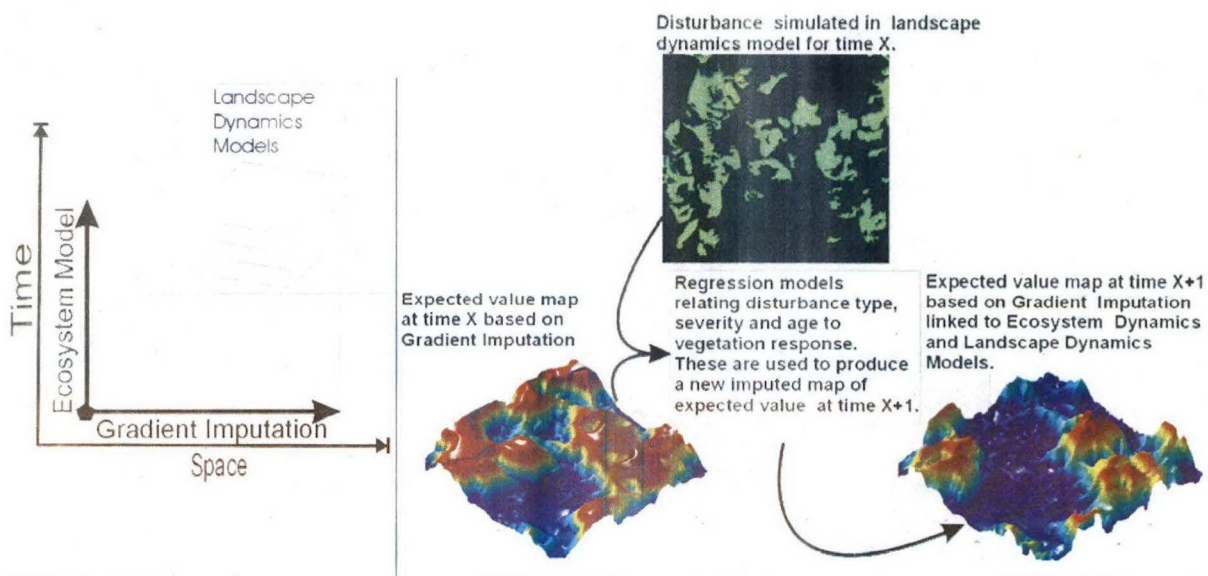 Landscape
Dynamics
Models
Time
Ecosystem Model
Gradient Imputation
Space
Disturbance simulated in landscape
dynamics model for time X.
Expected value map
at time X based on
Gradient Imputation
Regression models
relating disturbance type,
severity and age to
vegetation response.
These are used to produce
a new imputed map of
expected value at time X+1.
Expected value map at time X+1
based on Gradient Imputation
linked to Ecosystem Dynamics
and Landscape Dynamics
Models.